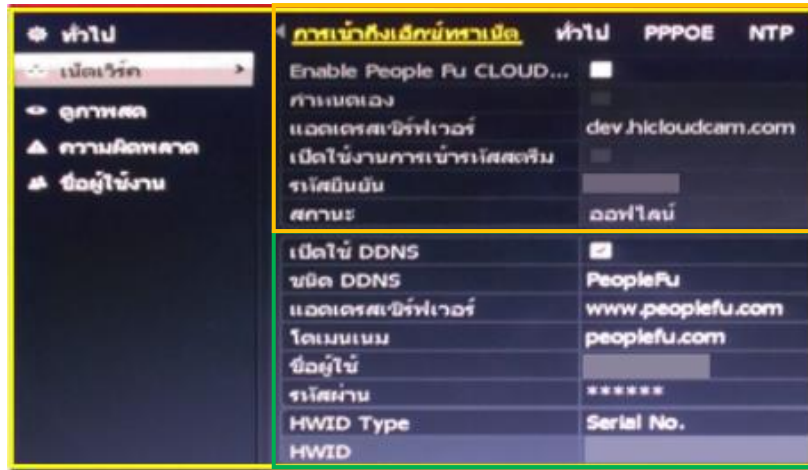 ทั่วไป
เน็ตเวิร์ค
ดูภาพสด
ความผิดพลาด
ชื่อผู้ใช้งาน
การเข้าถึงเอ็กซ์ทราเน็ต ทั่วไป PPPOE NTP
Enable People Fu CLOUD...
กำหนดเอง
แอดเดรสเซิร์ฟเวอร์ dev.hicloudcam.com
เปิดใช้งานการเข้ารหัสสตรีม
รหัสยืนยัน
สถานะ ออฟไลน์
เปิดใช้ DDNS
ชนิด DDNS PeopleFu
แอดเดรสเซิร์ฟเวอร์ www.peoplefu.com
โดเมนเนม peoplefu.com
ชื่อผู้ใช้
รหัสผ่าน ******
HWID Type Serial No.
HWID